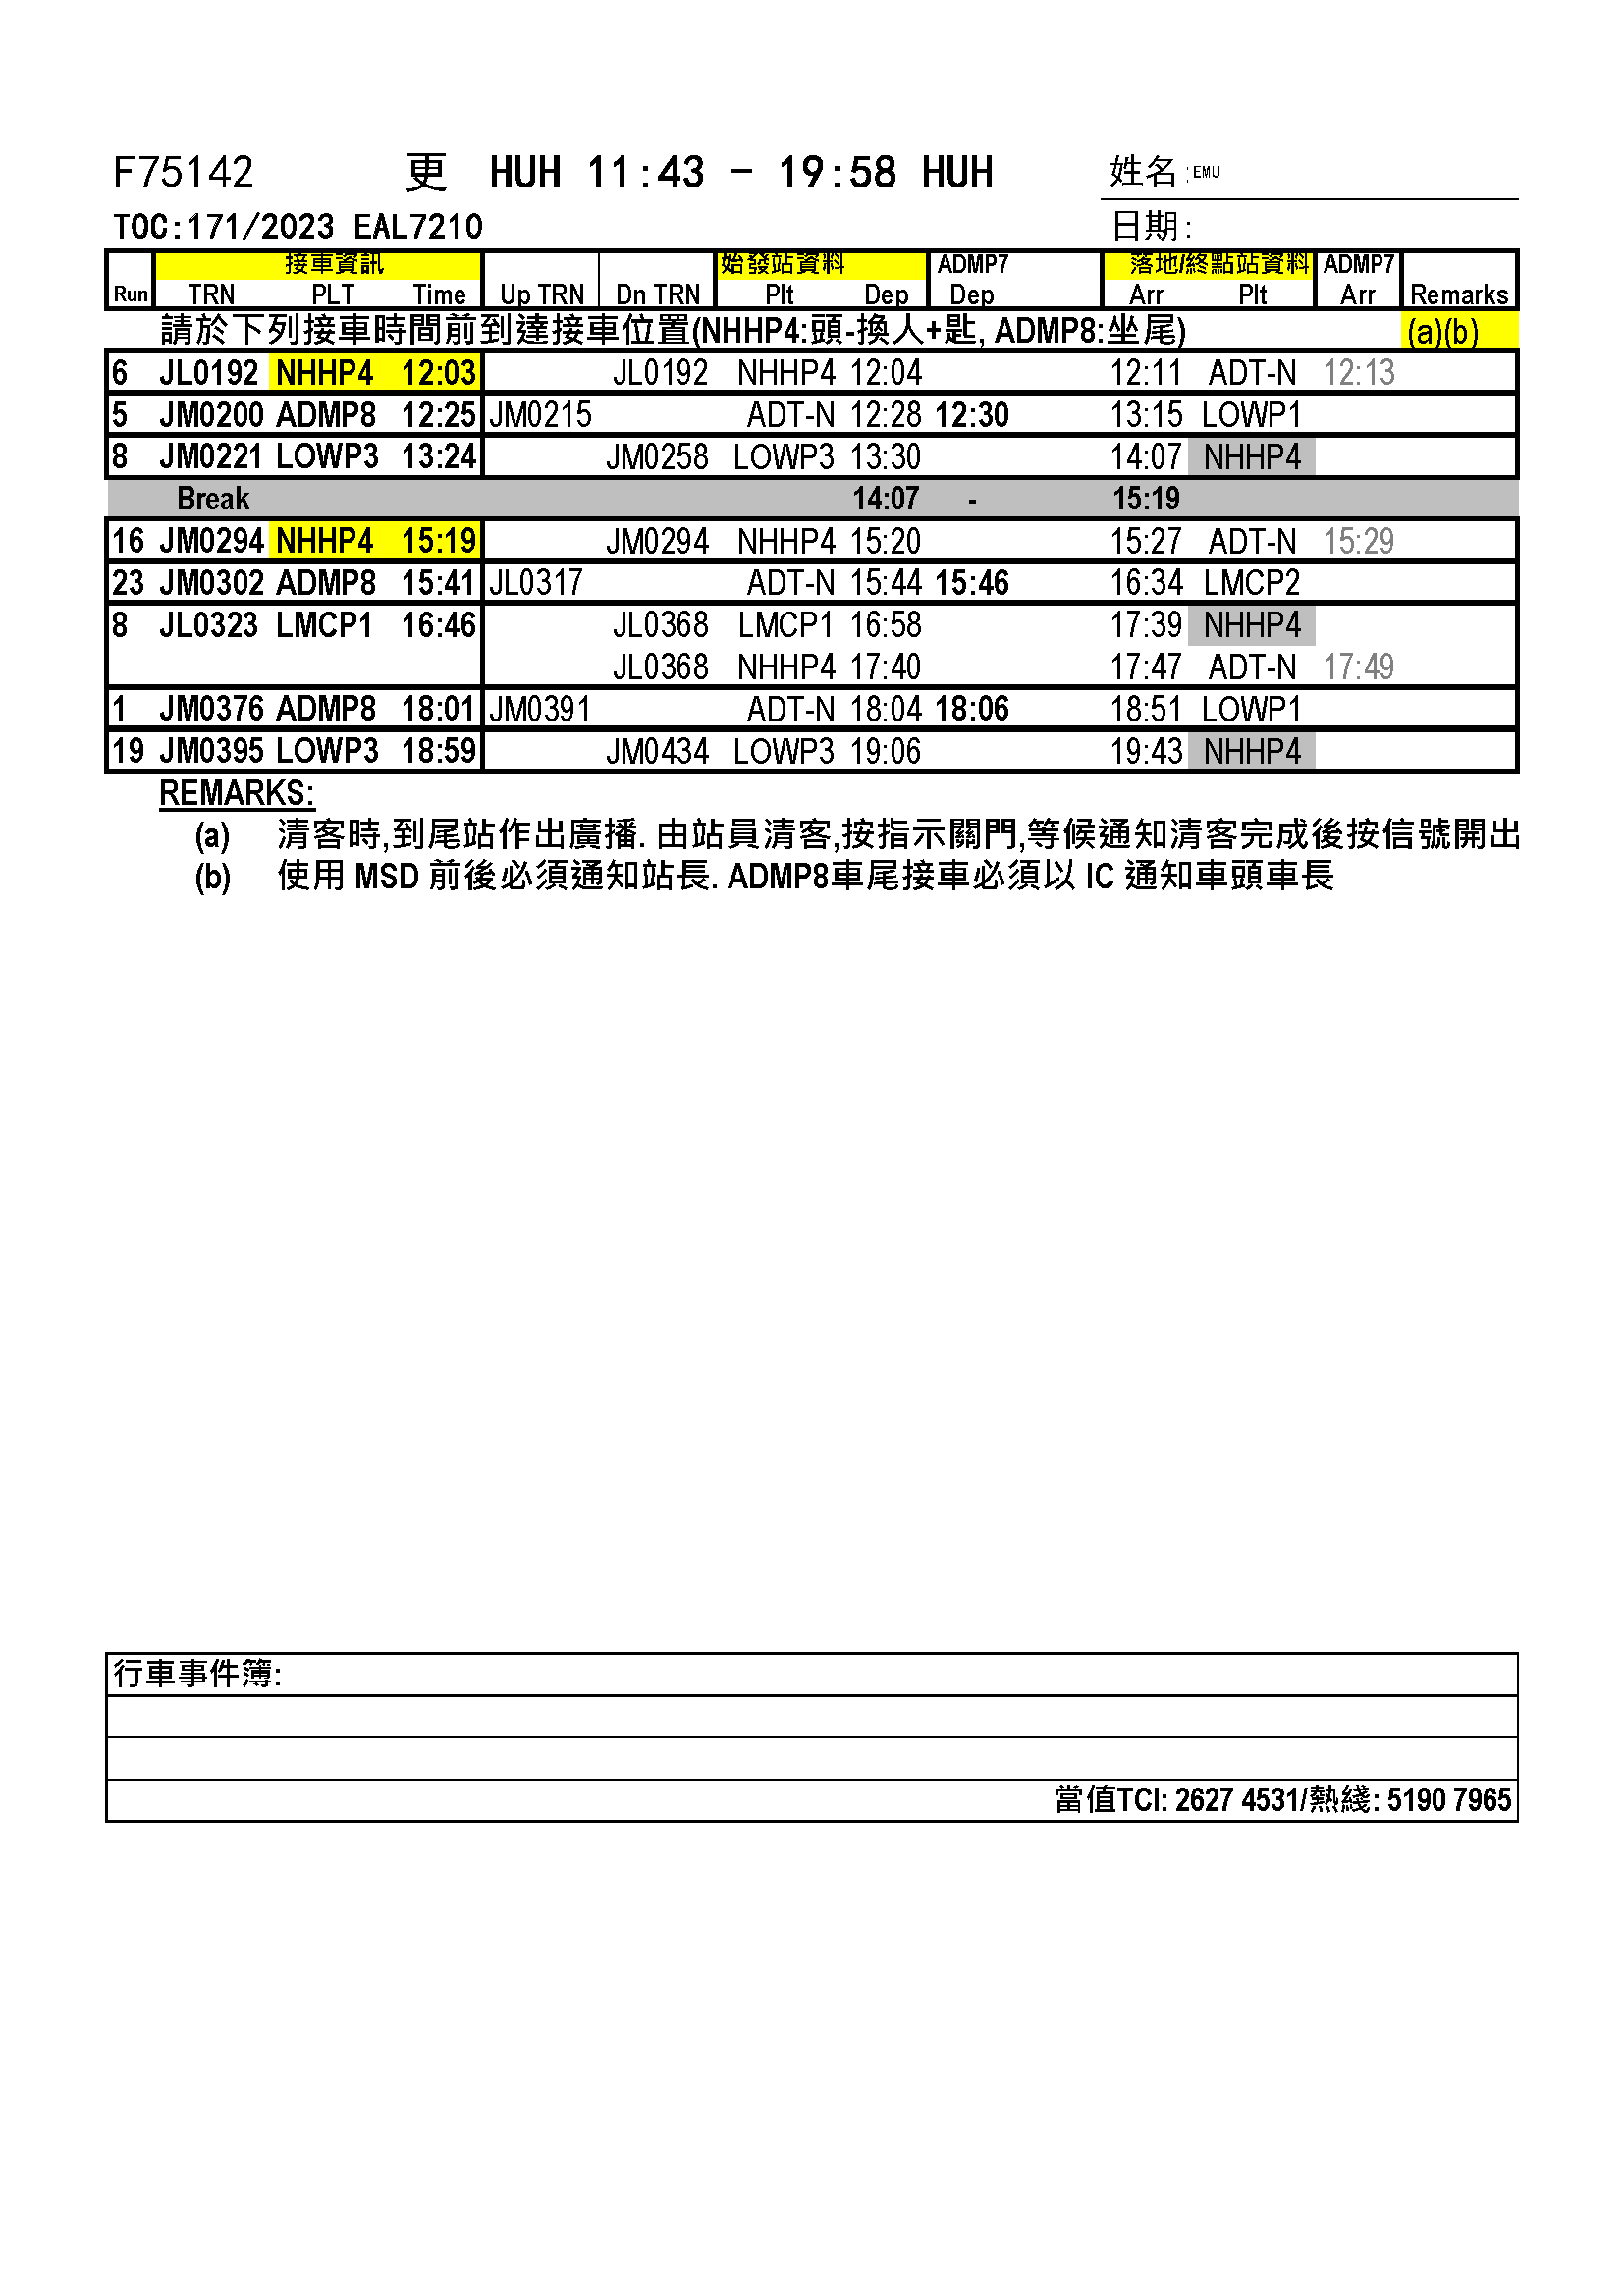 F75142 更 HUH 11:43 - 19:58 HUH 姓名:EMU
TOC:171/2023 EAL7210 日期:
接車資訊 始發站資料 ADMP7 落地/終點站資料 ADMP7
Run TRN PLT Time Up TRN Dn TRN Plt Dep Dep Arr Plt Arr Remarks
請於下列接車時間前到達接車位置(NHHP4:頭-換人+匙, ADMP8:坐尾) (a)(b)
6 JL0192 NHHP4 12:03 JL0192 NHHP4 12:04 12:11 ADT-N 12:13
5 JM0200 ADMP8 12:25 JM0215 ADT-N 12:28 12:30 13:15 LOWP1
8 JM0221 LOWP3 13:24 JM0258 LOWP3 13:30 14:07 NHHP4
Break 14:07 - 15:19
16 JM0294 NHHP4 15:19 JM0294 NHHP4 15:20 15:27 ADT-N 15:29
23 JM0302 ADMP8 15:41 JL0317 ADT-N 15:44 15:46 16:34 LMCP2
8 JL0323 LMCP1 16:46 JL0368 LMCP1 16:58 17:39 NHHP4
JL0368 NHHP4 17:40 17:47 ADT-N 17:49
1 JM0376 ADMP8 18:01 JM0391 ADT-N 18:04 18:06 18:51 LOWP1
19 JM0395 LOWP3 18:59 JM0434 LOWP3 19:06 19:43 NHHP4
REMARKS:
(a) 清客時,到尾站作出廣播. 由站員清客,按指示關門,等候通知清客完成後按信號開出
(b) 使用 MSD 前後必須通知站長. ADMP8車尾接車必須以 IC 通知車頭車長
行車事件簿:
當值TCI: 2627 4531/熱綫: 5190 7965